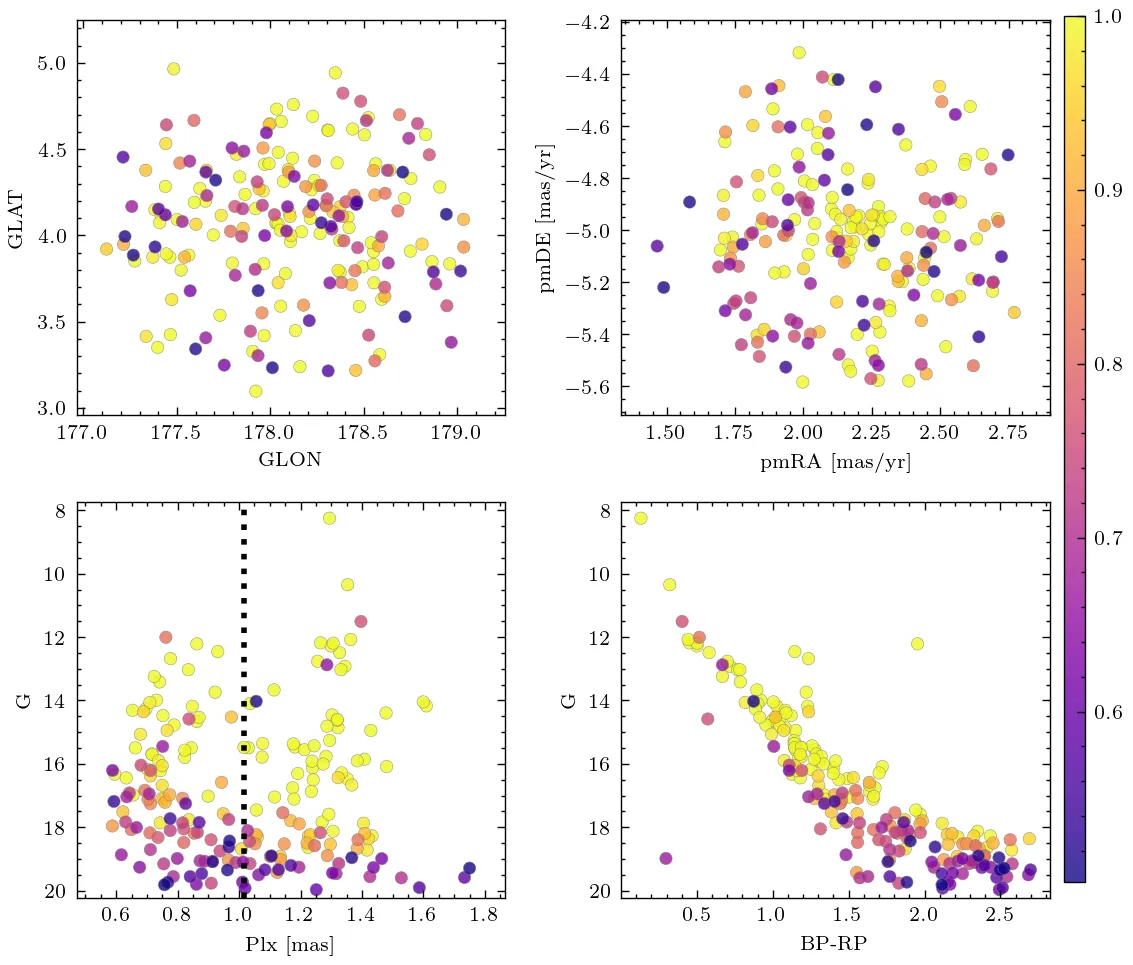 5.0
4.5
4.0
3.5
3.0
GLAT
177.0 177.5 178.0 178.5 179.0
GLON
−4.2
−4.4
−4.6
−4.8
−5.0
−5.2
−5.4
−5.6
pmDE [mas/yr]
1.50 1.75 2.00 2.25 2.50 2.75
pmRA [mas/yr]
8
10
12
14
16
18
20
G
0.6 0.8 1.0 1.2 1.4 1.6 1.8
Plx [mas]
8
10
12
14
16
18
20
G
0.5 1.0 1.5 2.0 2.5
BP-RP
1.0
0.9
0.8
0.7
0.6